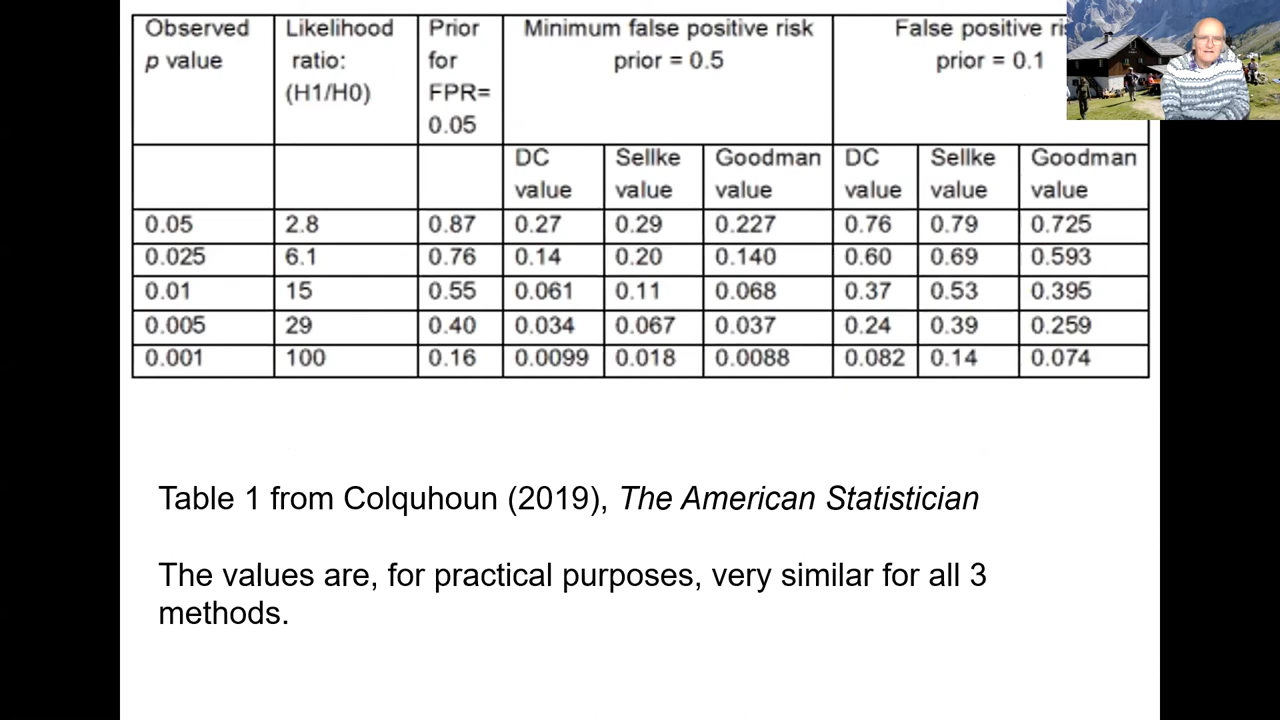 Observed Likelihood Prior Minimum false positive risk False positive
p value ratio: for prior = 0.5 prior = 0.1
(H1/H0) FPR=
0.05
DC Sellke Goodman DC Sellke Goodman
value value value value value value
0.05 2.8 0.87 0.27 0.29 0.227 0.76 0.79 0.725
0.025 6.1 0.76 0.14 0.20 0.140 0.60 0.69 0.593
0.01 15 0.55 0.061 0.11 0.068 0.37 0.53 0.395
0.005 29 0.40 0.034 0.067 0.037 0.24 0.39 0.259
0.001 100 0.16 0.0099 0.018 0.0088 0.082 0.14 0.074
Table 1 from Colquhoun (2019), The American Statistician
The values are, for practical purposes, very similar for all 3
methods.